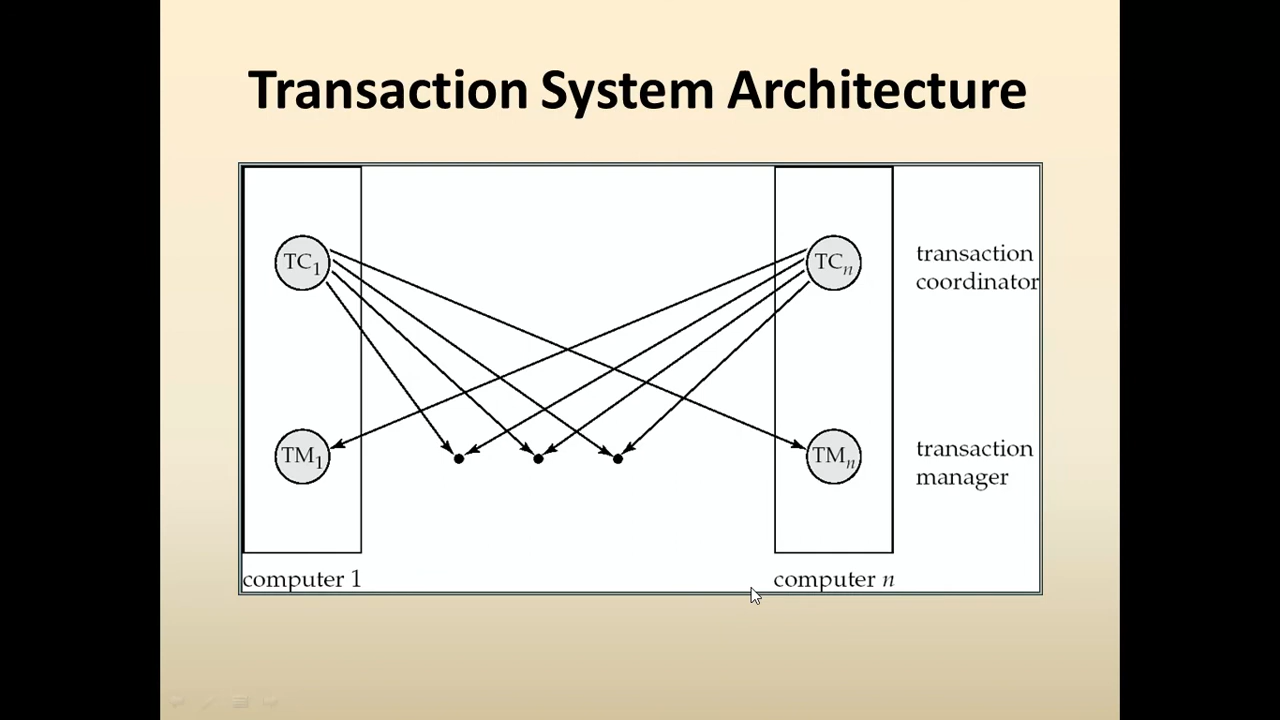 Transaction System Architecture
TC1
TCn
transaction
coordinator
TM1
TMn
transaction
manager
computer 1
computer n